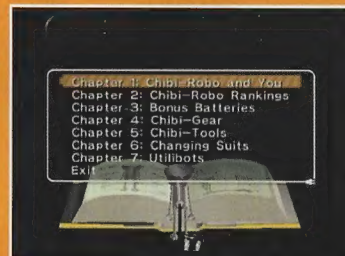 Chapter 1: Chibi-Robo and You
Chapter 2: Chibi-Robo Rankings
Chapter 3: Bonus Batteries
Chapter 4: Chibi-Gear
Chapter 5: Chibi-Tools
Chapter 6: Changing Suits
Chapter 7: Utilibots
Exit